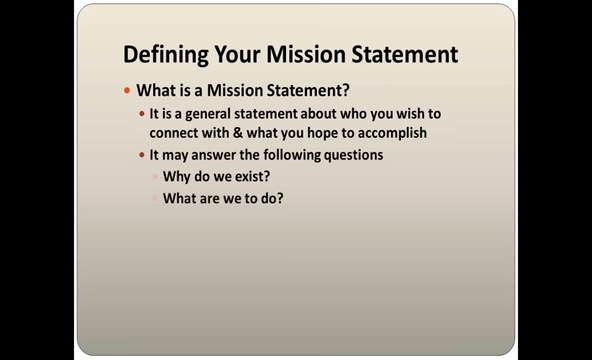 Defining Your Mission Statement
• What is a Mission Statement?
• It is a general statement about who you wish to
connect with & what you hope to accomplish
• It may answer the following questions
• Why do we exist?
• What are we to do?